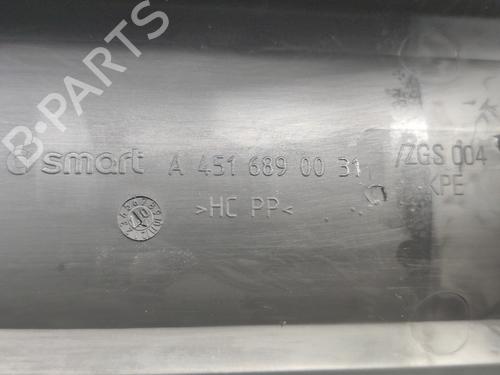 B-PARTS
smart A 451 689 00 31 /ZGS 004
>HC PP< KPE